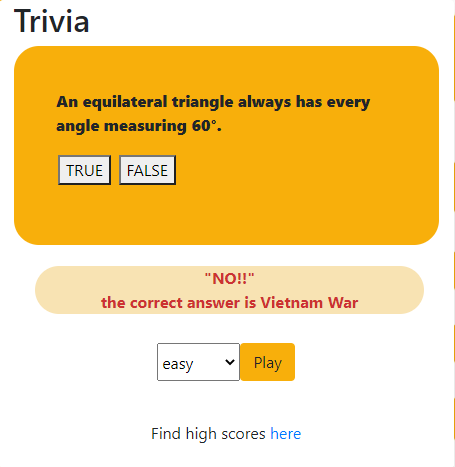 Trivia
An equilateral triangle always has every
angle measuring 60°.
TRUE FALSE
"NO!!"
the correct answer is Vietnam War
easy Play
Find high scores here